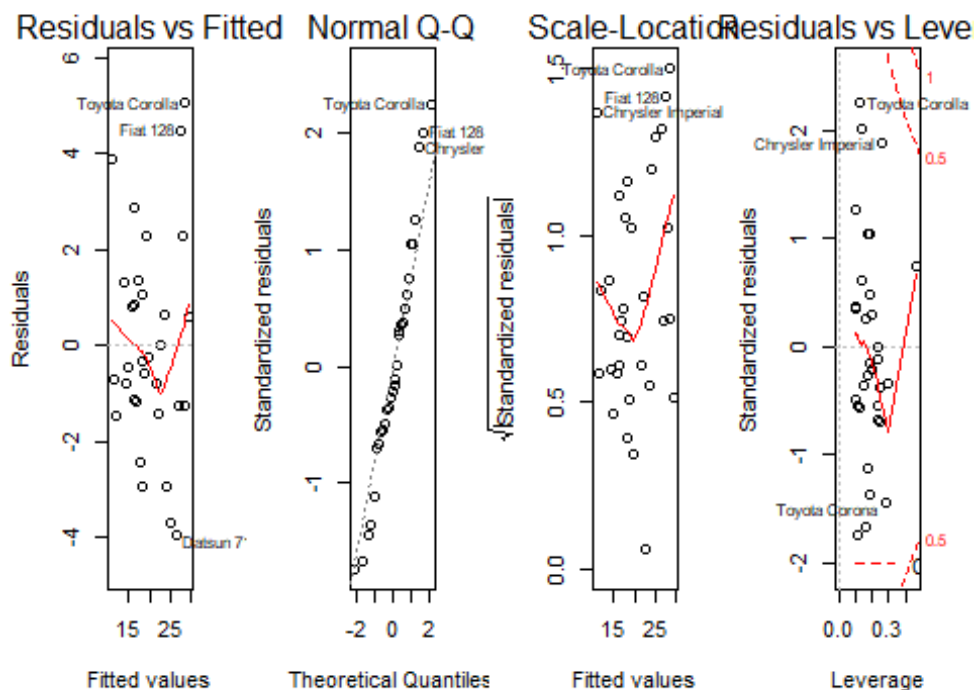 Residuals vs Fitted
Residuals
6
4
2
0
-2
-4
Toyota Corolla
Fiat 128
Datsun 7
15 25
Fitted values
Normal Q-Q
Standardized residuals
2
1
0
-1
Toyota Corolla
Fiat 128
Chrysler
-2 0 2
Theoretical Quantiles
Scale-Location
√|Standardized residuals|
1.5
1.0
0.5
0.0
Toyota Corolla
Fiat 128
Chrysler Imperial
15 25
Fitted values
Residuals vs Leve
Standardized residuals
2
1
0
-1
-2
1
Toyota Corolla
Chrysler Imperial
0.5
Toyota Corona
0.5
0.0 0.3
Leverage